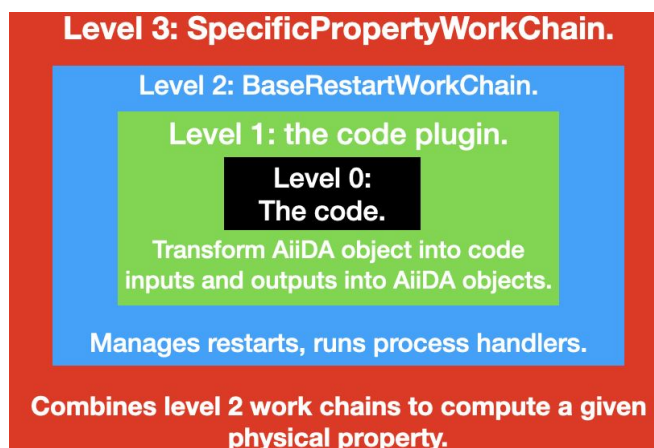 Level 3: SpecificPropertyWorkChain.
Level 2: BaseRestartWorkChain.
Level 1: the code plugin.
Level 0:
The code.
Transform AiiDA object into code
inputs and outputs into AiiDA objects.
Manages restarts, runs process handlers.
Combines level 2 work chains to compute a given
physical property.